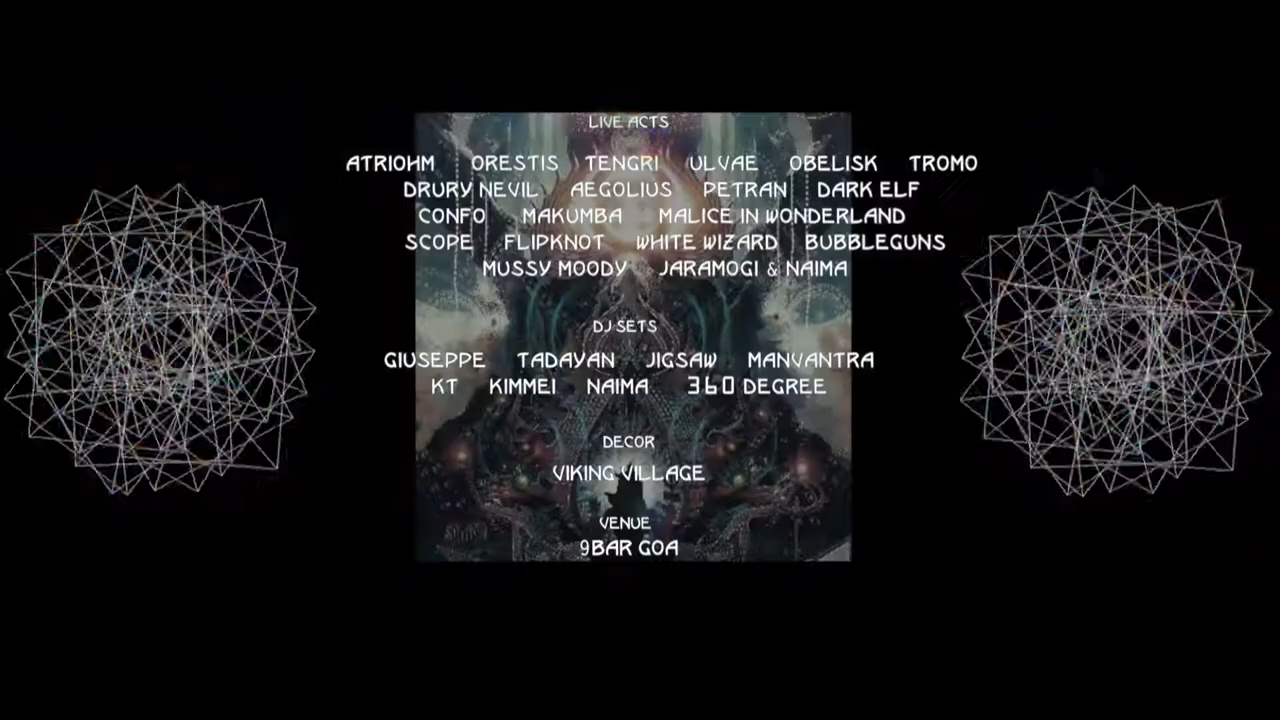 LIVE ACTS
ATRIOHM ORESTIS TENGRI ULVAE OBELISK TROMO
DRURY NEVIL AEGOLIUS PETRAN DARK ELF
CONFO MAKUMBA MALICE IN WONDERLAND
SCOPE FLIPKNOT WHITE WIZARD BUBBLEGUNS
MUSSY MOODY JARAMOGI & NAIMA
DJ SETS
GIUSEPPE TADAYAN JIGSAW MANVANTRA
KT KIMMEI NAIMA 360 DEGREE
DECOR
VIKING VILLAGE
VENUE
9BAR GOA